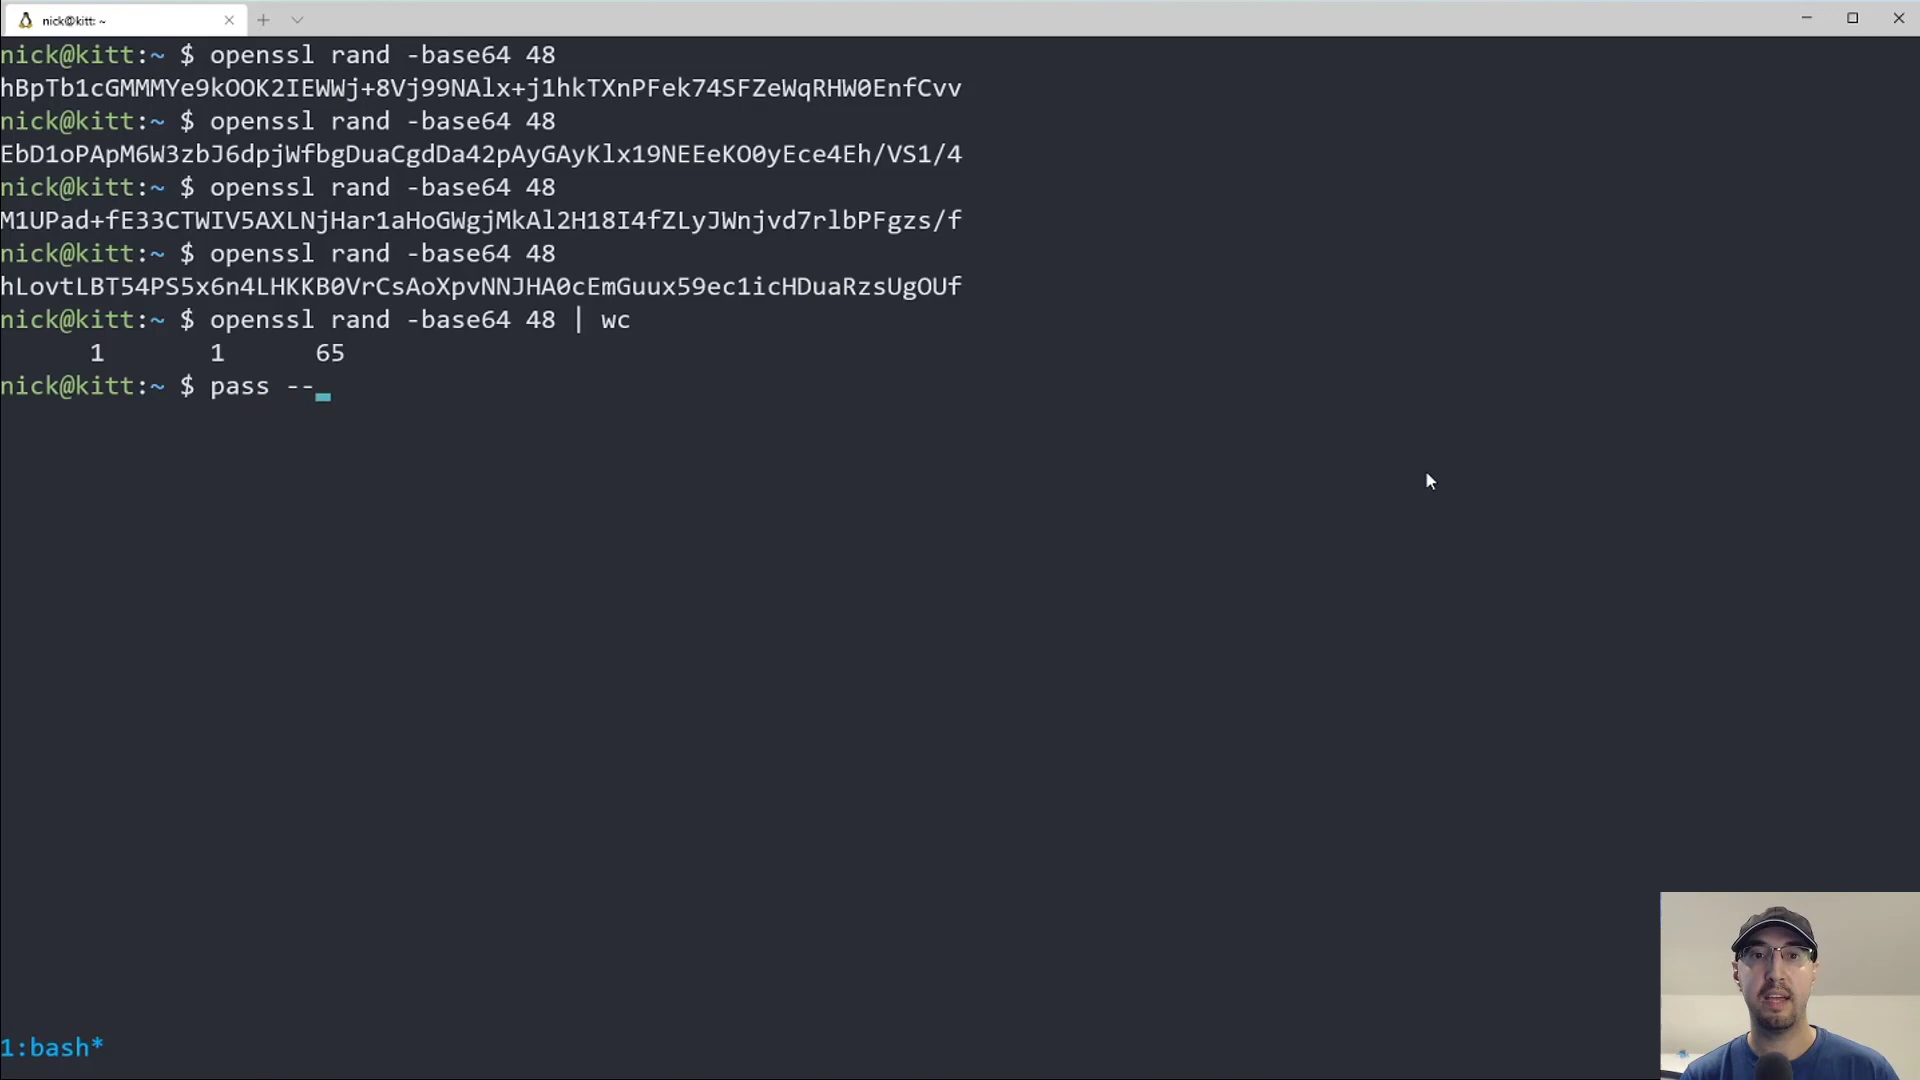 nick@kitt: ~
nick@kitt:~ $ openssl rand -base64 48
hBpTb1cGMMMYe9kOOK2IEWWj+8Vj99NAlx+j1hkTXnPFek74SFZeWqRHW0EnfCvv
nick@kitt:~ $ openssl rand -base64 48
EbD1oPApM6W3zbJ6dpjWfbgDuaCgdDa42pAyGAyKlx19NEEeKO0yEce4Eh/VS1/4
nick@kitt:~ $ openssl rand -base64 48
M1UPad+fE33CTWIV5AXLNjHar1aHoGWgjMkAl2H18I4fZLyJWnjvd7rlbPFgzs/f
nick@kitt:~ $ openssl rand -base64 48
hLovtLBT54PS5x6n4LHKKB0VrCsAoXpvNNJHA0cEmGuux59ec1icHDuaRzsUgOUf
nick@kitt:~ $ openssl rand -base64 48 | wc
1 1 65
nick@kitt:~ $ pass --
1:bash*